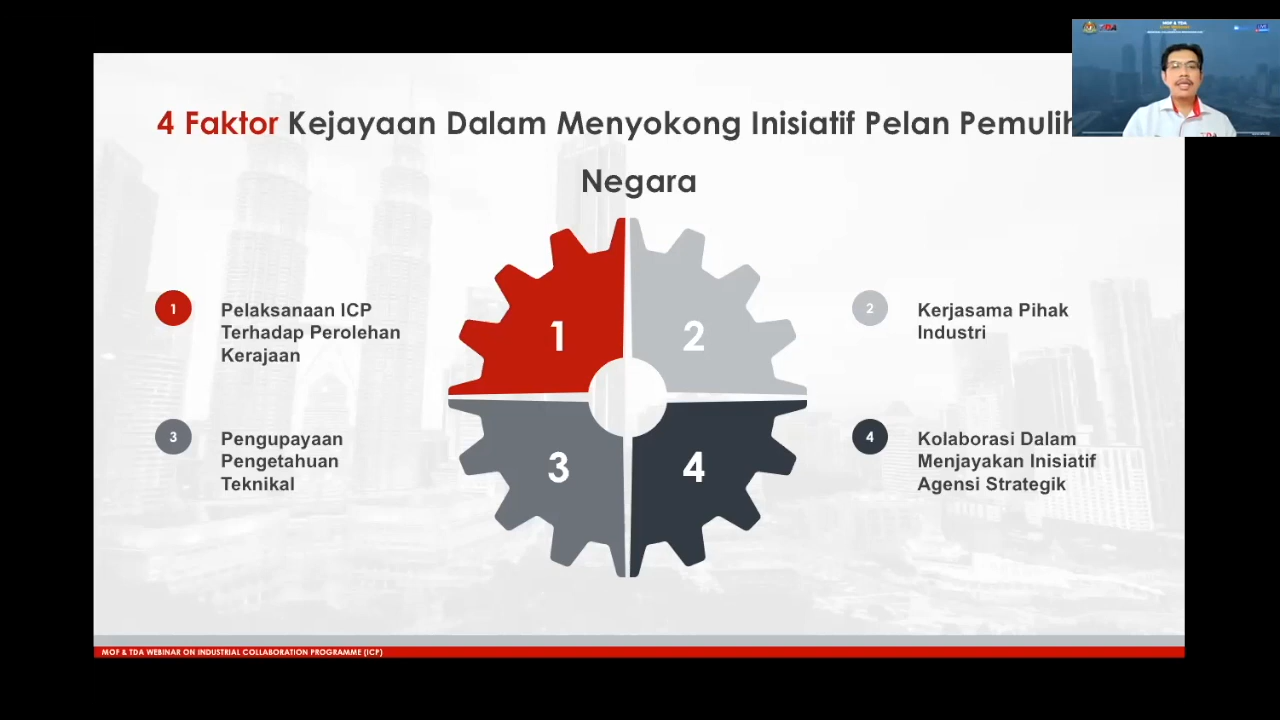 MOF & TDA
4 Faktor Kejayaan Dalam Menyokong Inisiatif Pelan Pemulih
Negara
1
2
1
Pelaksanaan ICP
Terhadap Perolehan
Kerajaan
2
Kerjasama Pihak
Industri
3
4
3
Pengupayaan
Pengetahuan
Teknikal
4
Kolaborasi Dalam
Menjayakan Inisiatif
Agensi Strategik
MOF & TDA WEBINAR ON INDUSTRIAL COLLABORATION PROGRAMME (ICP)